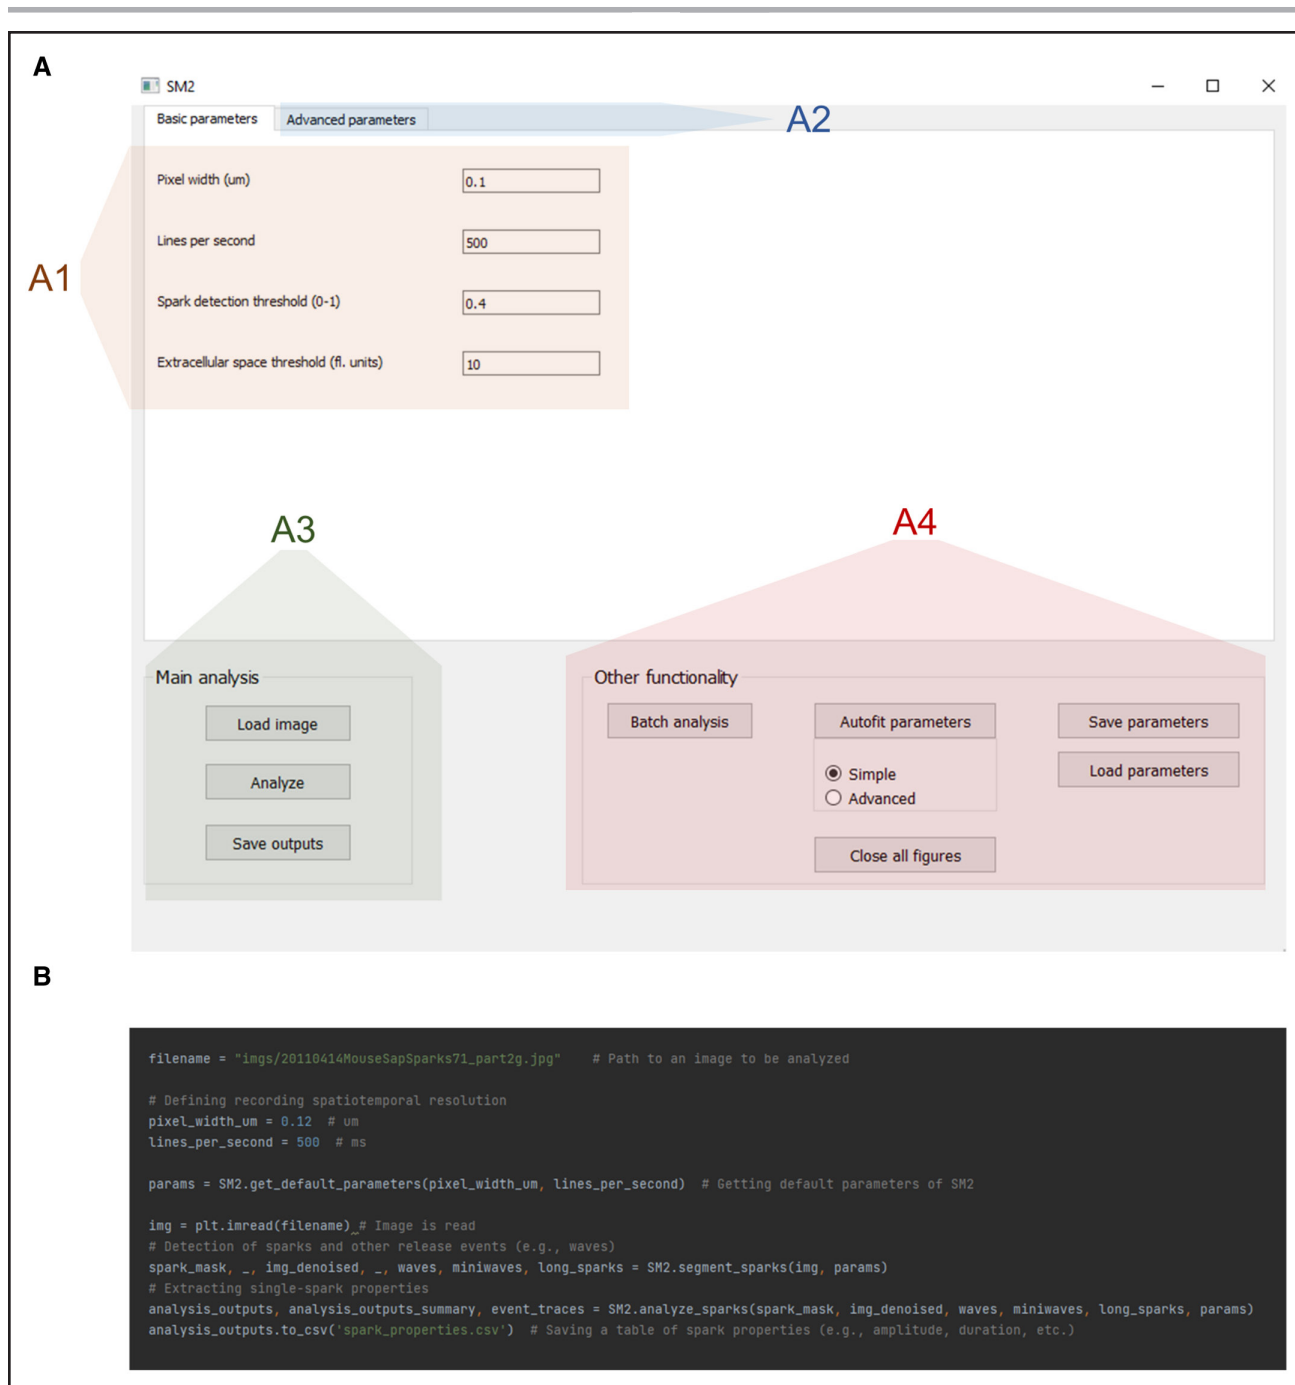 A
SM2
Basic parameters Advanced parameters A2
Pixel width (um) 0.1
Lines per second 500
A1
Spark detection threshold (0-1) 0.4
Extracellular space threshold (fl. units) 10
A3 A4
Main analysis
Load image
Analyze
Save outputs
Other functionality
Batch analysis Autofit parameters Save parameters
Simple Load parameters
Advanced
Close all figures
B
filename = "imgs/20110414MouseSapSparks71_part2g.jpg" # Path to an image to be analyzed
# Defining recording spatiotemporal resolution
pixel_width_um = 0.12 # um
lines_per_second = 500 # ms
params = SM2.get_default_parameters(pixel_width_um, lines_per_second) # Getting default parameters of SM2
img = plt.imread(filename) # Image is read
# Detection of sparks and other release events (e.g., waves)
spark_mask, _, img_denoised, _, waves, miniwaves, long_sparks = SM2.segment_sparks(img, params)
# Extracting single-spark properties
analysis_outputs, analysis_outputs_summary, event_traces = SM2.analyze_sparks(spark_mask, img_denoised, waves, miniwaves, long_sparks, params)
analysis_outputs.to_csv('spark_properties.csv') # Saving a table of spark properties (e.g., amplitude, duration, etc.)